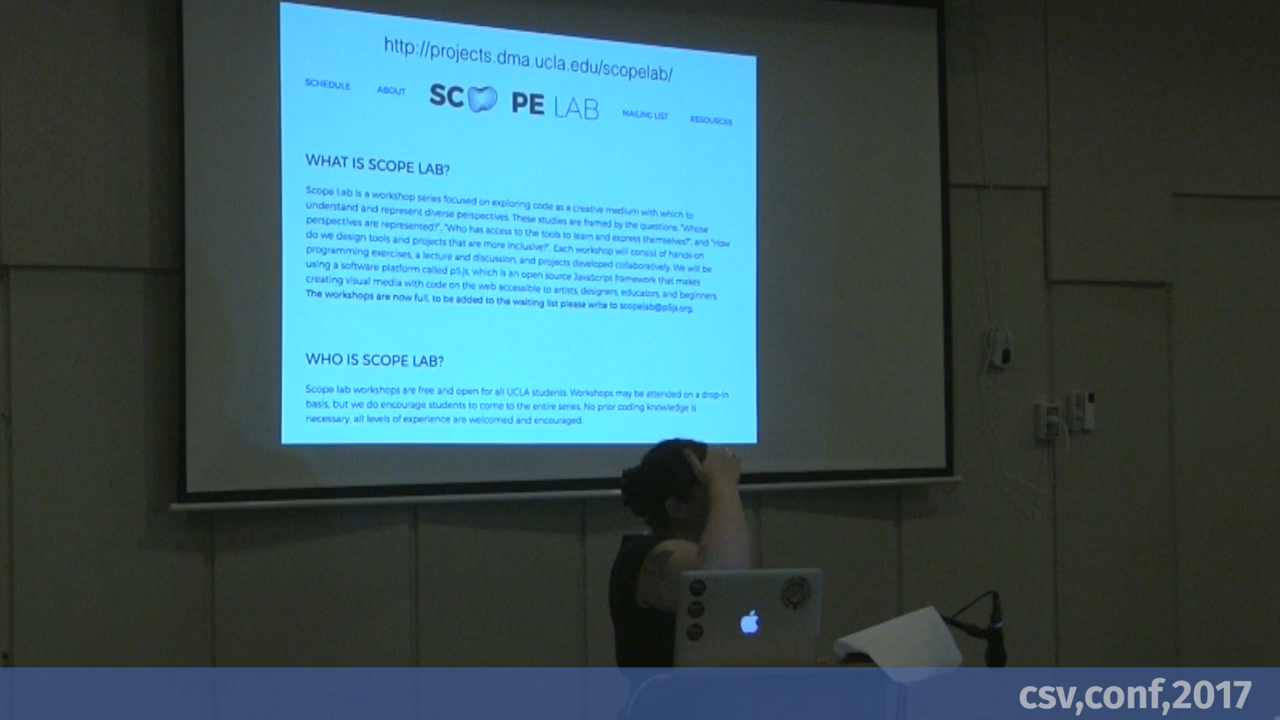 http://projects.dma.ucla.edu/scopelab/
SCHEDULE ABOUT SCOPE LAB MAILING LIST RESOURCES
WHAT IS SCOPE LAB?
Scope Lab is a workshop series focused on exploring code as a creative medium with which to
understand and represent diverse perspectives. These studies are framed by the questions "Whose
perspectives are represented?", "Who has access to the tools to learn and express themselves?", and "How
do we design tools and projects that are more inclusive?". Each workshop will consist of hands-on
programming exercises, a lecture and discussion, and projects developed collaboratively. We will be
using a software platform called p5.js, which is an open source JavaScript framework that makes
creating visual media with code on the web accessible to artists, designers, educators, and beginners.
The workshops are now full, to be added to the waiting list please write to scopelab@p5js.org.
WHO IS SCOPE LAB?
Scope lab workshops are free and open for all UCLA students. Workshops may be attended on a drop-in
basis, but we do encourage students to come to the entire series. No prior coding knowledge is
necessary, all levels of experience are welcomed and encouraged.
csv,conf,2017